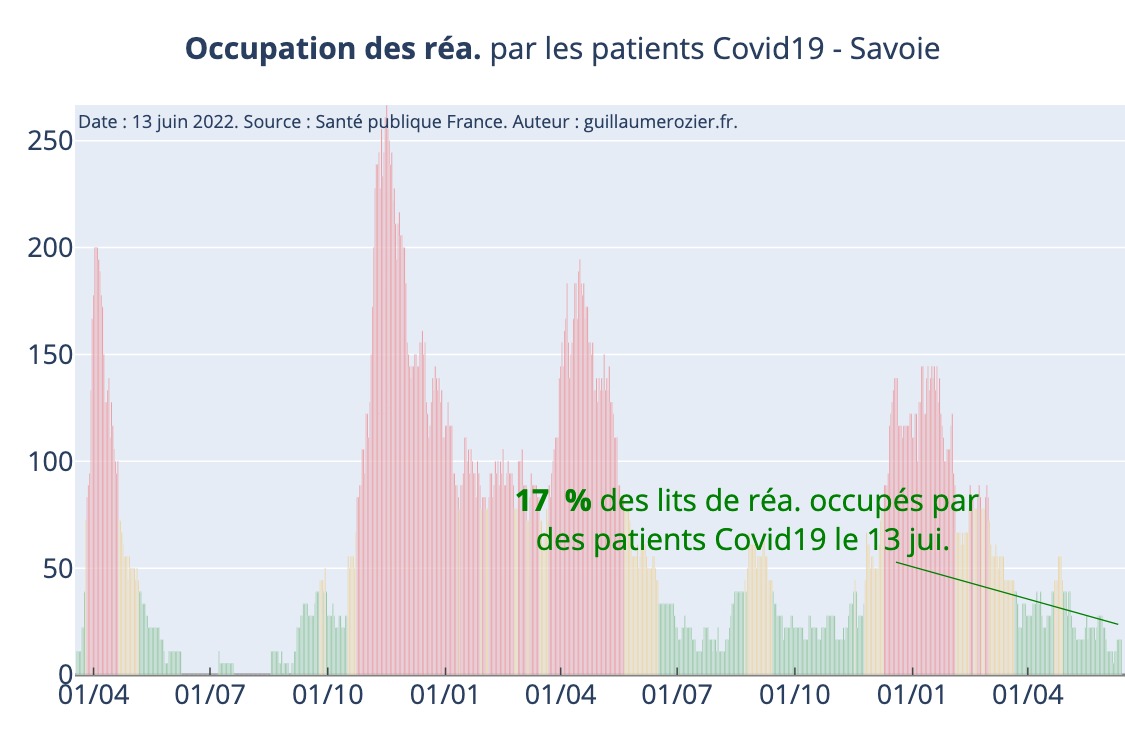 Occupation des réa. par les patients Covid19 - Savoie
Date : 13 juin 2022. Source : Santé publique France. Auteur : guillaumerozier.fr.
250
200
150
100
50
0
17 % des lits de réa. occupés par
des patients Covid19 le 13 jui.
01/04 01/07 01/10 01/01 01/04 01/07 01/10 01/01 01/04